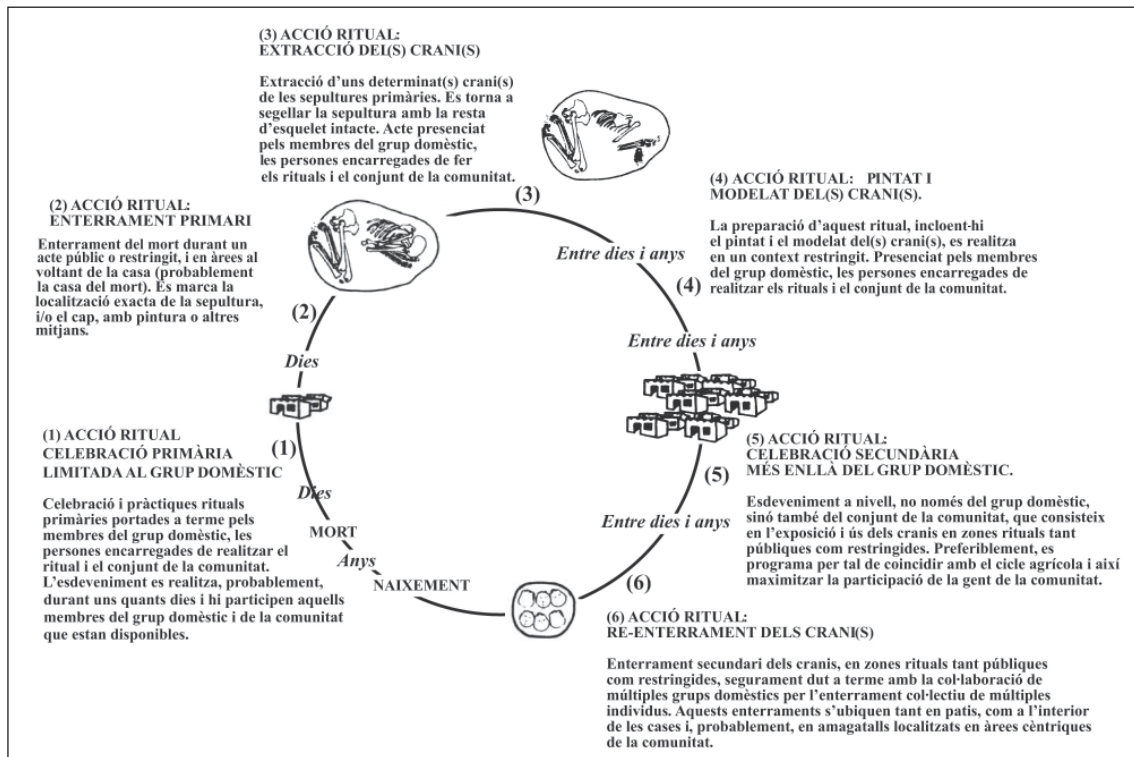 (3) ACCIÓ RITUAL:
EXTRACCIÓ DEL(S) CRANI(S)
Extracció d'uns determinat(s) crani(s)
de les sepultures primàries. Es torna a
segellar la sepultura amb la resta
d'esquelet intacte. Acte presenciat
pels membres del grup domèstic,
les persones encarregades de fer
els rituals i el conjunt de la comunitat.
(3)
(4) ACCIÓ RITUAL: PINTAT I
MODELAT DEL(S) CRANI(S).
La preparació d'aquest ritual, incloent-hi
el pintat i el modelat del(s) crani(s), es realitza
en un context restringit. Presenciat pels membres
del grup domèstic, les persones encarregades de
realitzar els rituals i el conjunt de la comunitat.
(2) ACCIÓ RITUAL:
ENTERRAMENT PRIMARI
Enterrament del mort durant un
acte públic o restringit, i en àrees al
voltant de la casa (probablement
la casa del mort). Es marca la
localització exacta de la sepultura,
i/o el cap, amb pintura o altres
mitjans.
Entre dies i anys
(4)
(2)
Entre dies i anys
Dies
(1) ACCIÓ RITUAL
CELEBRACIÓ PRIMÀRIA
LIMITADA AL GRUP DOMÈSTIC
Celebració i pràctiques rituals
primàries portades a terme pels
membres del grup domèstic, les
persones encarregades de realitzar el
ritual i el conjunt de la comunitat.
L'esdeveniment es realitza, probablement,
durant uns quants dies i hi participen aquells
membres del grup domèstic i de la comunitat
que estan disponibles.
(1)
Dies
MORT
Anys
NAIXEMENT
(5)
(5) ACCIÓ RITUAL:
CELEBRACIÓ SECUNDÀRIA
MÉS ENLLÀ DEL GRUP DOMÈSTIC.
Esdeveniment a nivell, no només del grup domèstic,
sinó també del conjunt de la comunitat, que consisteix
en l'exposició i ús dels cranis en zones rituals tant
públiques com restringides. Preferiblement, es
programa per tal de coincidir amb el cicle agrícola i així
maximitzar la participació de la gent de la comunitat.
Entre dies i anys
(6)
(6) ACCIÓ RITUAL:
RE-ENTERRAMENT DELS CRANI(S)
Enterrament secundari dels cranis, en zones rituals tant públiques
com restringides, segurament dut a terme amb la col·laboració de
múltiples grups domèstics per l'enterrament col·lectiu de múltiples
individus. Aquests enterraments s'ubiquen tant en patis, com a l'interior
de les cases i, probablement, en amagatalls localitzats en àrees cèntriques
de la comunitat.